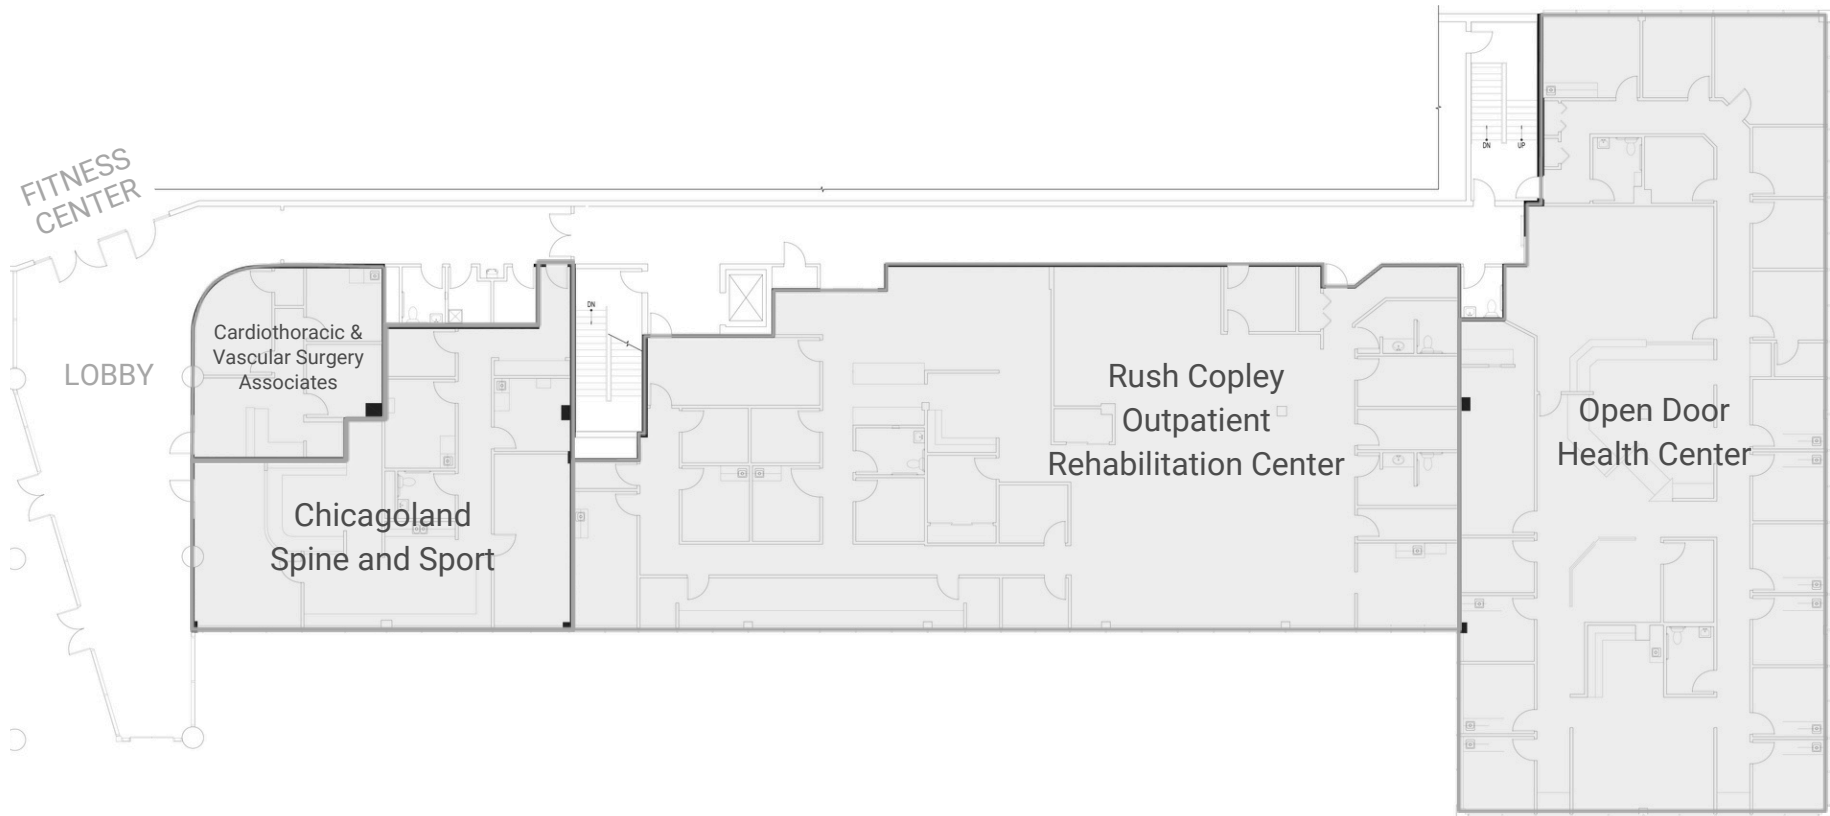 FITNESS
CENTER
LOBBY
Cardiothoracic &
Vascular Surgery
Associates
Chicagoland
Spine and Sport
DN
Rush Copley
Outpatient
Rehabilitation Center
DN
UP
Open Door
Health Center